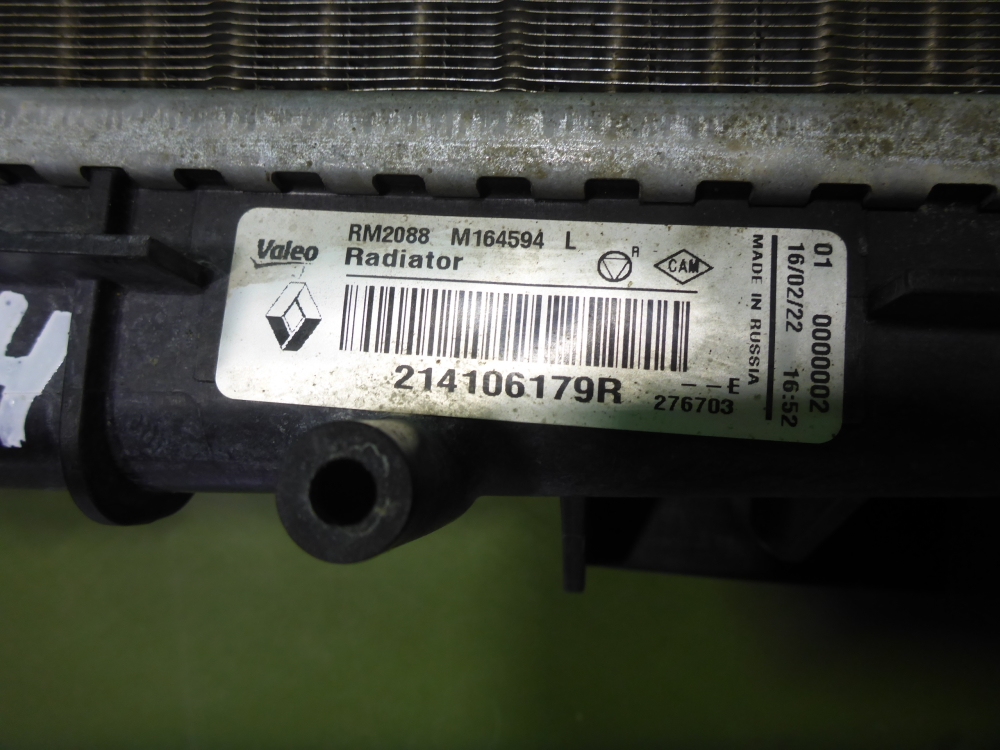 Valeo
RM2088 M164594 L
Radiator
R
CAM
214106179R
- - E
276703
MADE IN RUSSIA
16/02/22 16:52
01 0000002